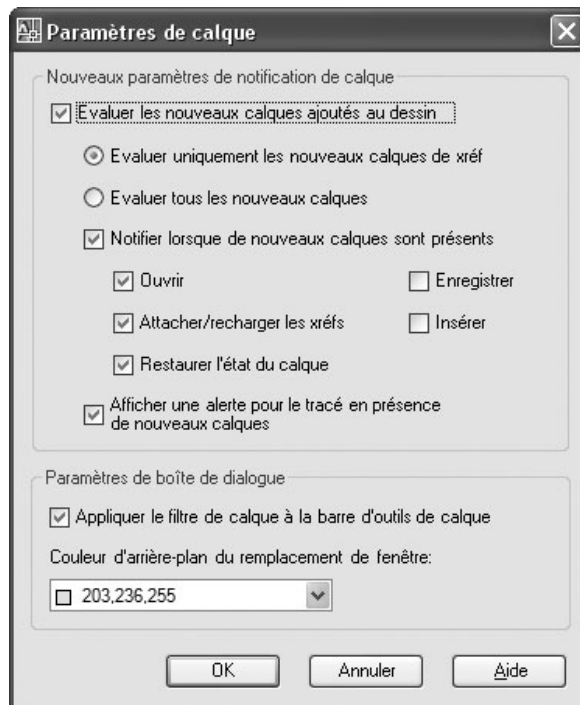 Paramètres de calque
Nouveaux paramètres de notification de calque
Evaluer les nouveaux calques ajoutés au dessin
Evaluer uniquement les nouveaux calques de xréf
Evaluer tous les nouveaux calques
Notifier lorsque de nouveaux calques sont présents
Ouvrir
Enregistrer
Attacher/recharger les xréfs
Insérer
Restaurer l'état du calque
Afficher une alerte pour le tracé en présence
de nouveaux calques
Paramètres de boîte de dialogue
Appliquer le filtre de calque à la barre d'outils de calque
Couleur d'arrière-plan du remplacement de fenêtre:
203,236,255
OK
Annuler
Aide